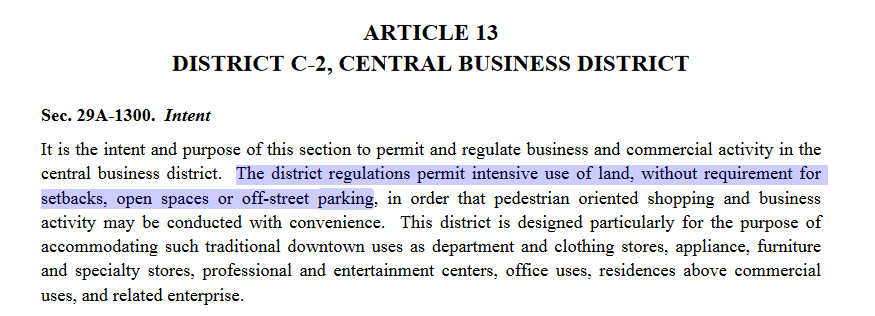 ARTICLE 13
DISTRICT C-2, CENTRAL BUSINESS DISTRICT
Sec. 29A-1300. Intent
It is the intent and purpose of this section to permit and regulate business and commercial activity in the
central business district. The district regulations permit intensive use of land, without requirement for
setbacks, open spaces or off-street parking, in order that pedestrian oriented shopping and business
activity may be conducted with convenience. This district is designed particularly for the purpose of
accommodating such traditional downtown uses as department and clothing stores, appliance, furniture
and specialty stores, professional and entertainment centers, office uses, residences above commercial
uses, and related enterprise.